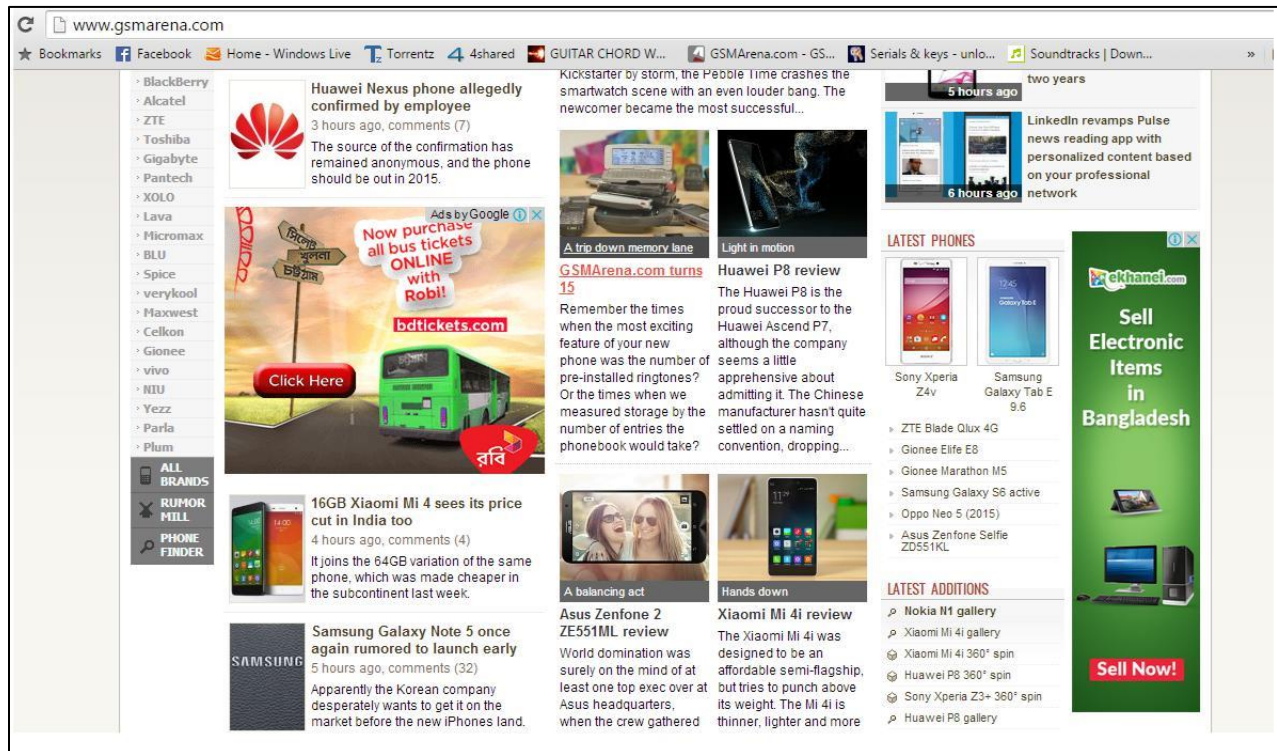 www.gsmarena.com
Bookmarks
Facebook
Home - Windows Live
Torrentz
4shared
GUITAR CHORD W...
GSMArena.com - GS...
Serials & keys - unlo...
Soundtracks | Down...
»
BlackBerry
Alcatel
ZTE
Toshiba
Gigabyte
Pantech
XOLO
Lava
Micromax
BLU
Spice
verykool
Maxwest
Celkon
Gionee
vivo
NIU
Yezz
Parla
Plum
ALL
BRANDS
RUMOR
MILL
PHONE
FINDER
Huawei Nexus phone allegedly
confirmed by employee
3 hours ago, comments (7)
The source of the confirmation has
remained anonymous, and the phone
should be out in 2015.
Ads by Google
সিলেট
খুলনা
চট্টগ্রাম
Now purchase
all bus tickets
ONLINE
with
Robi!
bdtickets.com
Click Here
চট্টগ্রাম
রবি
16GB Xiaomi Mi 4 sees its price
cut in India too
4 hours ago, comments (4)
It joins the 64GB variation of the same
phone, which was made cheaper in
the subcontinent last week.
SAMSUNG
Samsung Galaxy Note 5 once
again rumored to launch early
5 hours ago, comments (32)
Apparently the Korean company
desperately wants to get it on the
market before the new iPhones land.
Kickstarter by storm, the Pebble Time crashes the
smartwatch scene with an even louder bang. The
newcomer became the most successful...
A trip down memory lane
GSMArena.com turns
15
Remember the times
when the most exciting
feature of your new
phone was the number of
pre-installed ringtones?
Or the times when we
measured storage by the
number of entries the
phonebook would take?
Light in motion
Huawei P8 review
The Huawei P8 is the
proud successor to the
Huawei Ascend P7,
although the company
seems a little
apprehensive about
admitting it. The Chinese
manufacturer hasn't quite
settled on a naming
convention, dropping...
A balancing act
Asus Zenfone 2
ZE551ML review
World domination was
surely on the mind of at
least one top exec over at
Asus headquarters,
when the crew gathered
11:29
Hands down
Xiaomi Mi 4i review
The Xiaomi Mi 4i was
designed to be an
affordable semi-flagship,
but tries to punch above
its weight. The Mi 4i is
thinner, lighter and more
5 hours ago
two years
6 hours ago
LinkedIn revamps Pulse
news reading app with
personalized content based
on your professional
network
LATEST PHONES
12:45
Sony Xperia
Z4v
Samsung
Galaxy Tab E
9.6
ZTE Blade Qlux 4G
Gionee Elife E8
Gionee Marathon M5
Samsung Galaxy S6 active
Oppo Neo 5 (2015)
Asus Zenfone Selfie
ZD551KL
LATEST ADDITIONS
Nokia N1 gallery
Xiaomi Mi 4i gallery
Xiaomi Mi 4i 360° spin
Huawei P8 360° spin
Sony Xperia Z3+ 360° spin
Huawei P8 gallery
ekhanei.com
Sell
Electronic
Items
in
Bangladesh
Sell Now!